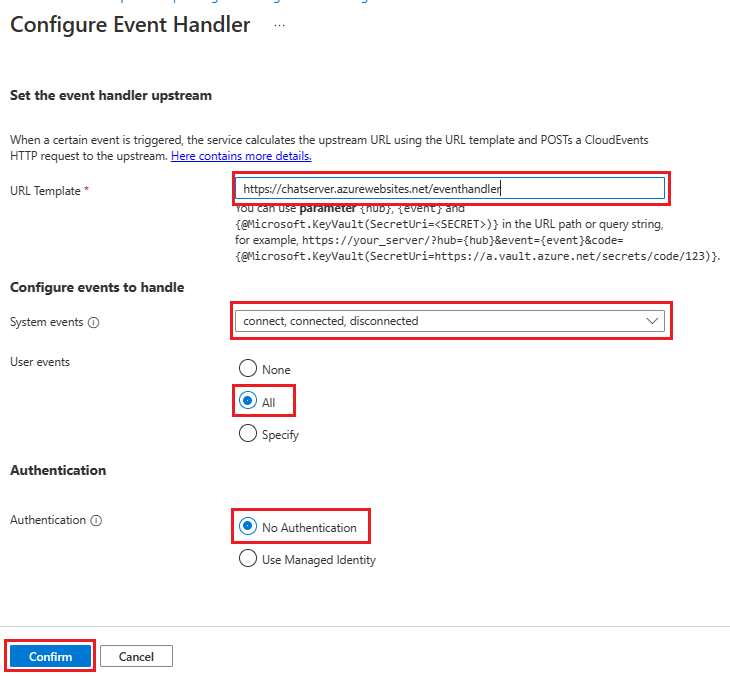 Configure Event Handler ...
Set the event handler upstream
When a certain event is triggered, the service calculates the upstream URL using the URL template and POSTs a CloudEvents
HTTP request to the upstream. Here contains more details.
URL Template *
https://chatserver.azurewebsites.net/eventhandler
You can use parameter {hub}, {event} and
{@Microsoft.KeyVault(SecretUri=<SECRET>)} in the URL path or query string,
for example, https://your_server/?hub={hub}&event={event}&code=
{@Microsoft.KeyVault(SecretUri=https://a.vault.azure.net/secrets/code/123)}.
Configure events to handle
System events
connect, connected, disconnected
User events
None
All
Specify
Authentication
Authentication
No Authentication
Use Managed Identity
Confirm
Cancel